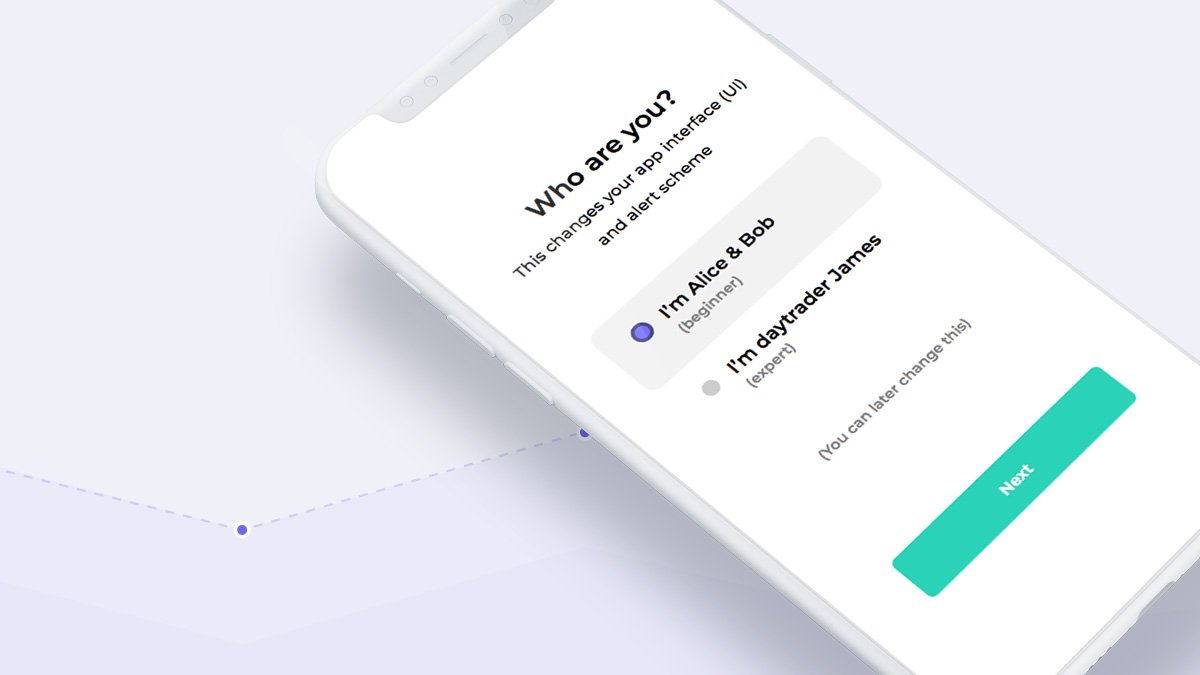 Who are you?
This changes your app interface (UI)
and alert scheme
I'm Alice & Bob
(beginner)
I'm daytrader James
(expert)
(You can later change this)
Next